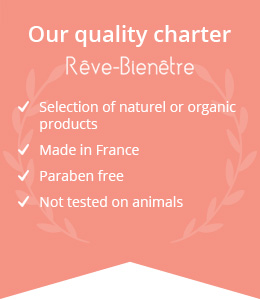 Our quality charter
Rêve-Bienêtre
Selection of naturel or organic
products
Made in France
Paraben free
Not tested on animals